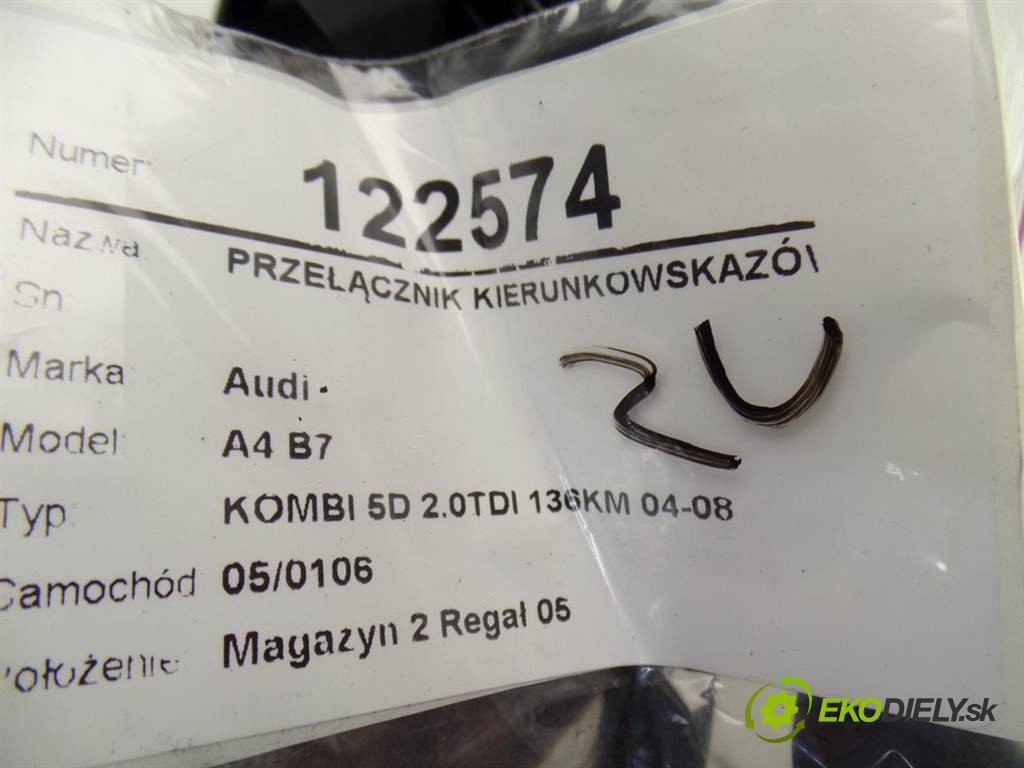 Numer: 122574
Nazwa PRZEŁĄCZNIK KIERUNKOWSKAZÓ
Sn
Marka Audi
Model: A4 B7
Typ: KOMBI 5D 2.0TDI 136KM 04-08
Samochód 05/0106
Położenie: Magazyn 2 Regał 05
ZU
EKODIELY.sk